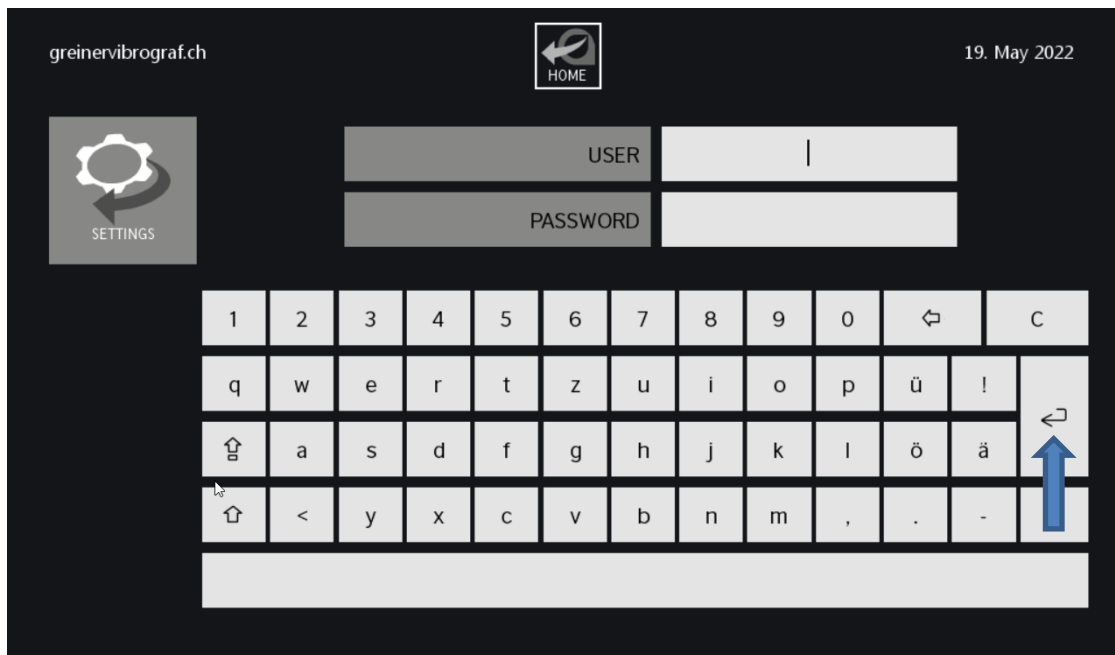 greinervibrograf.ch
HOME
19. May 2022
SETTINGS
USER
PASSWORD
1 2 3 4 5 6 7 8 9 0 C
q w e r t z u i o p ü !
a s d f g h j k l ö ä
< y x c v b n m , . -